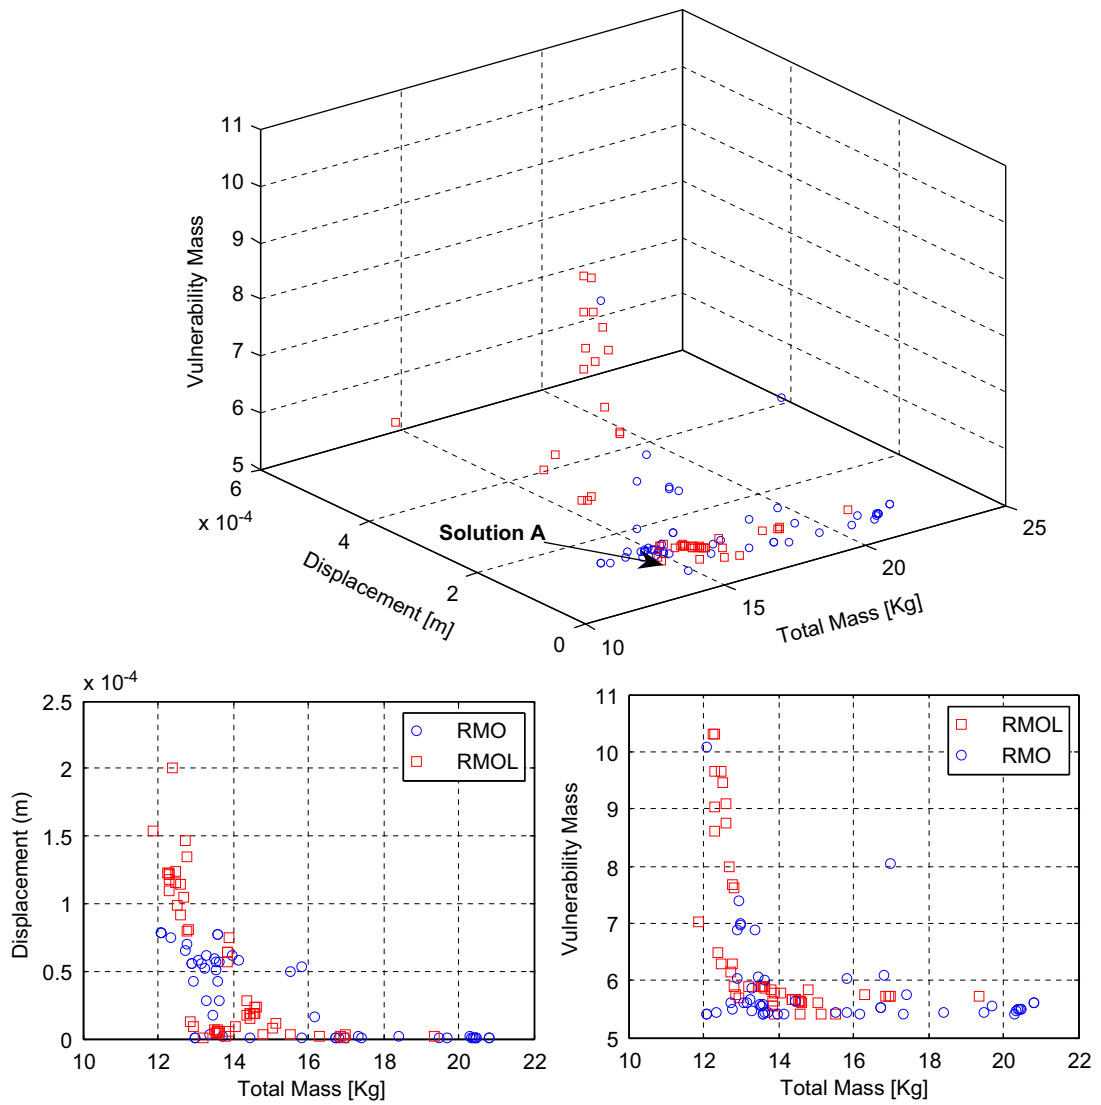 11
10
9
8
7
6
5
Vulnerability Mass
6
4
2
0
x 10-4
Displacement [m]
Solution A
10
15
20
25
Total Mass [Kg]
x 10-4
2.5
2
1.5
1
0.5
0
Displacement (m)
10 12 14 16 18 20 22
Total Mass [Kg]
RMO
RMOL
11
10
9
8
7
6
5
Vulnerability Mass
10 12 14 16 18 20 22
Total Mass [Kg]
RMOL
RMO